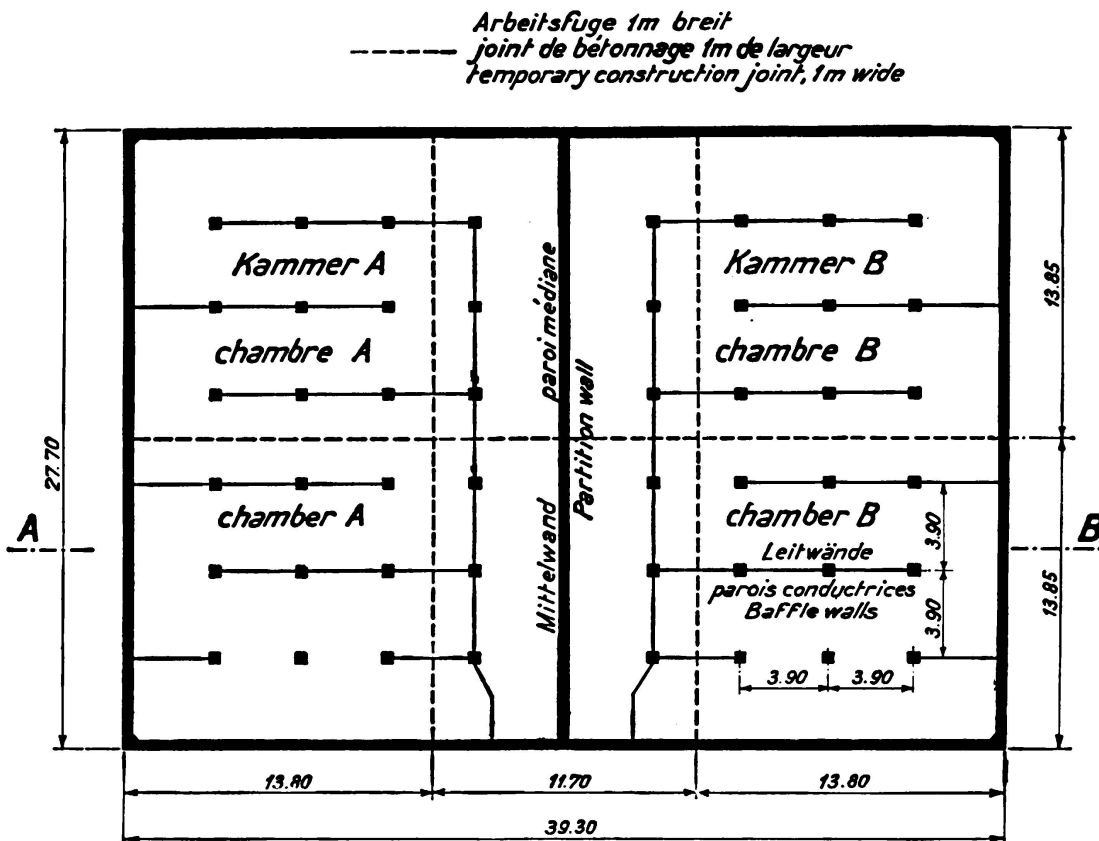 Arbeitsfuge 1m breit
joint de bétonnage 1m de largeur
temporary construction joint, 1m wide
Kammer A
chambre A
chamber A
Mittelwand paroi médiane
Partition wall
Kammer B
chambre B
chamber B
Leitwände
parois conductrices
Baffle walls
3.90
3.90
3.90 3.90
27.70
13.85
13.85
A
B
13.80 11.70 13.80
39.30